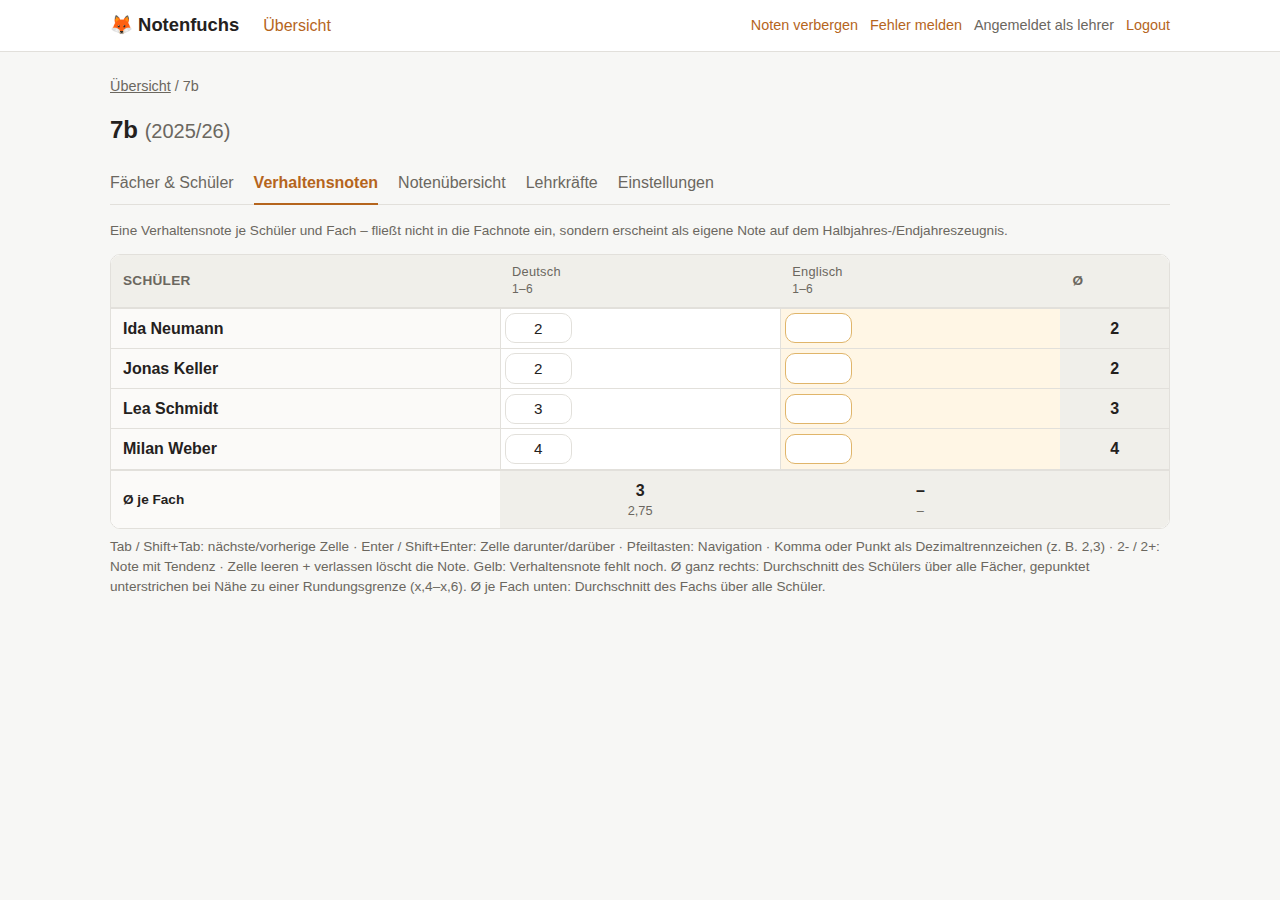 🦊 Notenfuchs Übersicht Noten verbergen Fehler melden Angemeldet als lehrer Logout
Übersicht / 7b
7b (2025/26)
Fächer & Schüler Verhaltensnoten Notenübersicht Lehrkräfte Einstellungen
Eine Verhaltensnote je Schüler und Fach – fließt nicht in die Fachnote ein, sondern erscheint als eigene Note auf dem Halbjahres-/Endjahreszeugnis.
SCHÜLER Deutsch Englisch Ø
1–6 1–6
Ida Neumann 2 2
Jonas Keller 2 2
Lea Schmidt 3 3
Milan Weber 4 4
Ø je Fach 3 –
2,75 –
Tab / Shift+Tab: nächste/vorherige Zelle · Enter / Shift+Enter: Zelle darunter/darüber · Pfeiltasten: Navigation · Komma oder Punkt als Dezimaltrennzeichen (z. B. 2,3) · 2- / 2+:
Note mit Tendenz · Zelle leeren + verlassen löscht die Note. Gelb: Verhaltensnote fehlt noch. Ø ganz rechts: Durchschnitt des Schülers über alle Fächer, gepunktet
unterstrichen bei Nähe zu einer Rundungsgrenze (x,4–x,6). Ø je Fach unten: Durchschnitt des Fachs über alle Schüler.